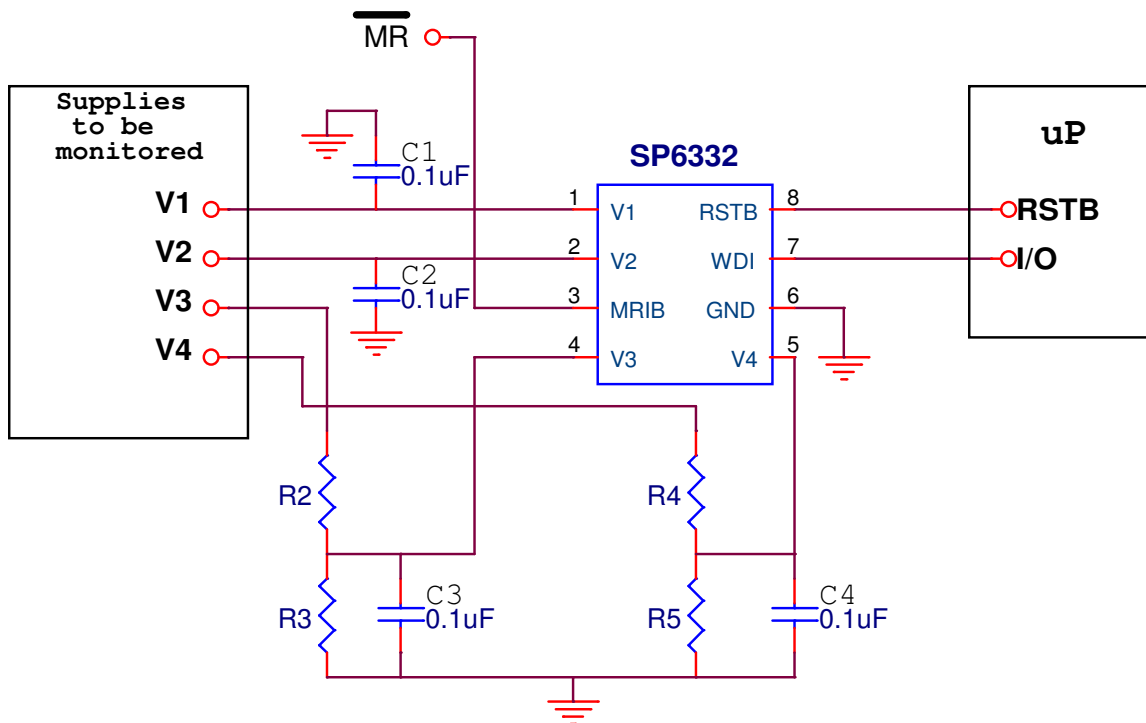 MR
Supplies
to be
monitored
V1
V2
V3
V4
C1
0.1uF
C2
0.1uF
SP6332
1
2
3
4
V1
V2
MRIB
V3
RSTB
WDI
GND
V4
8
7
6
5
uP
RSTB
I/O
R2
R3
C3
0.1uF
R4
R5
C4
0.1uF